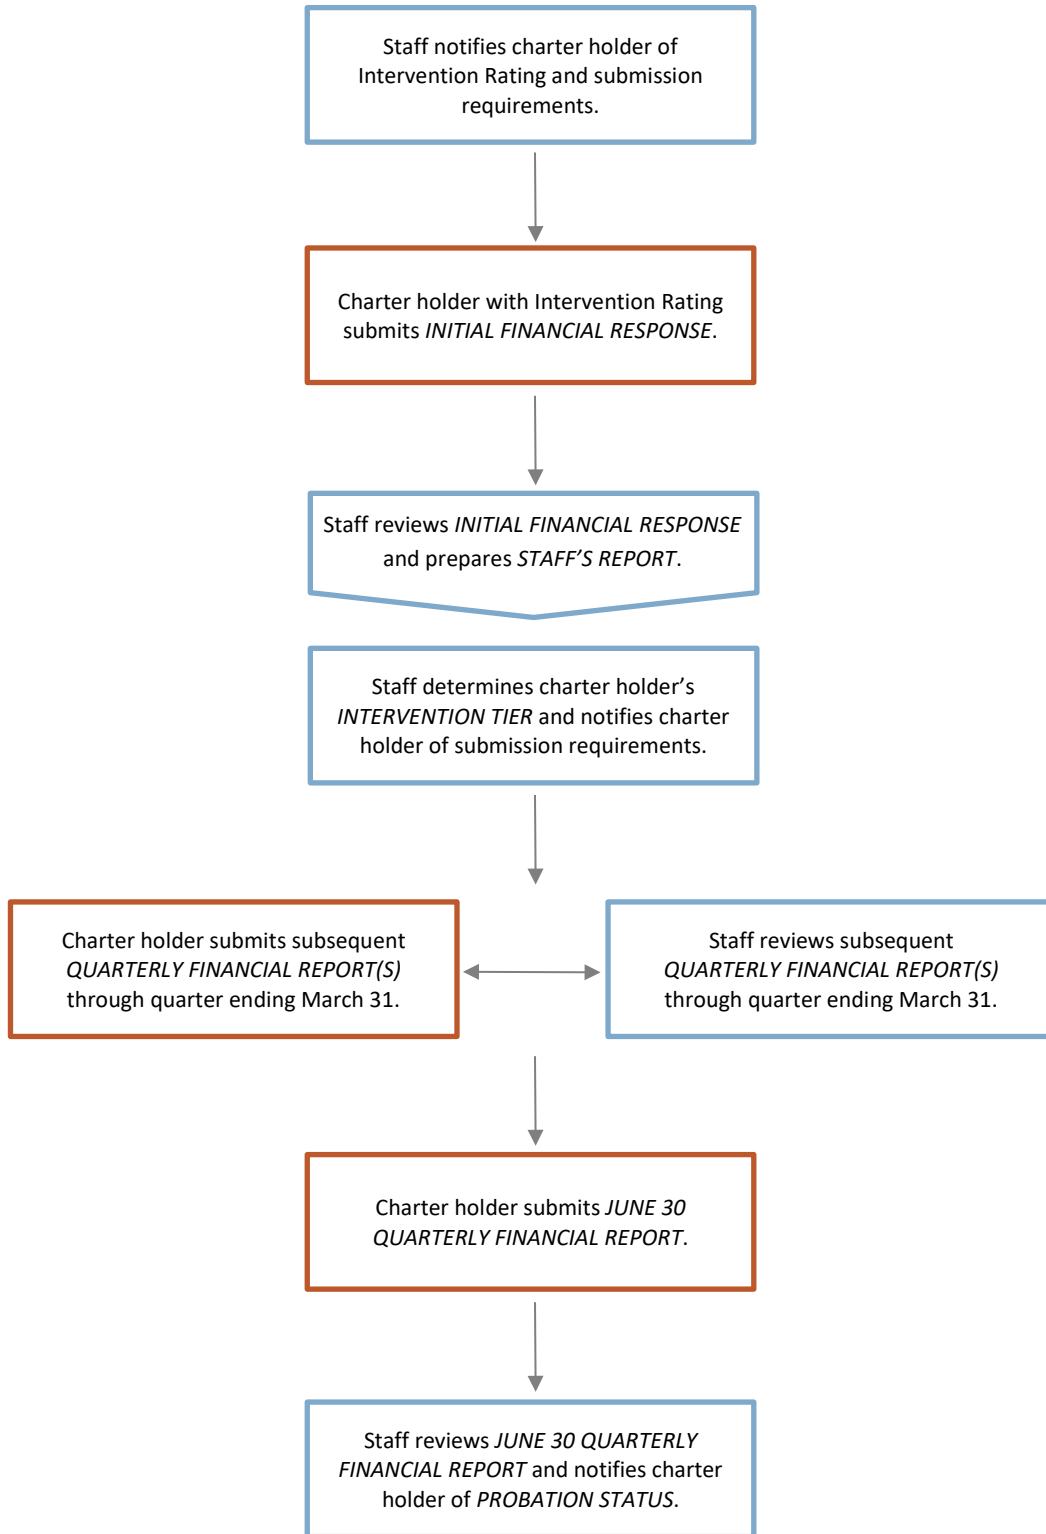 Staff notifies charter holder of
Intervention Rating and submission
requirements.
Charter holder with Intervention Rating
submits INITIAL FINANCIAL RESPONSE.
Staff reviews INITIAL FINANCIAL RESPONSE
and prepares STAFF’S REPORT.
Staff determines charter holder’s
INTERVENTION TIER and notifies charter
holder of submission requirements.
Charter holder submits subsequent
QUARTERLY FINANCIAL REPORT(S)
through quarter ending March 31.
Staff reviews subsequent
QUARTERLY FINANCIAL REPORT(S)
through quarter ending March 31.
Charter holder submits JUNE 30
QUARTERLY FINANCIAL REPORT.
Staff reviews JUNE 30 QUARTERLY
FINANCIAL REPORT and notifies charter
holder of PROBATION STATUS.